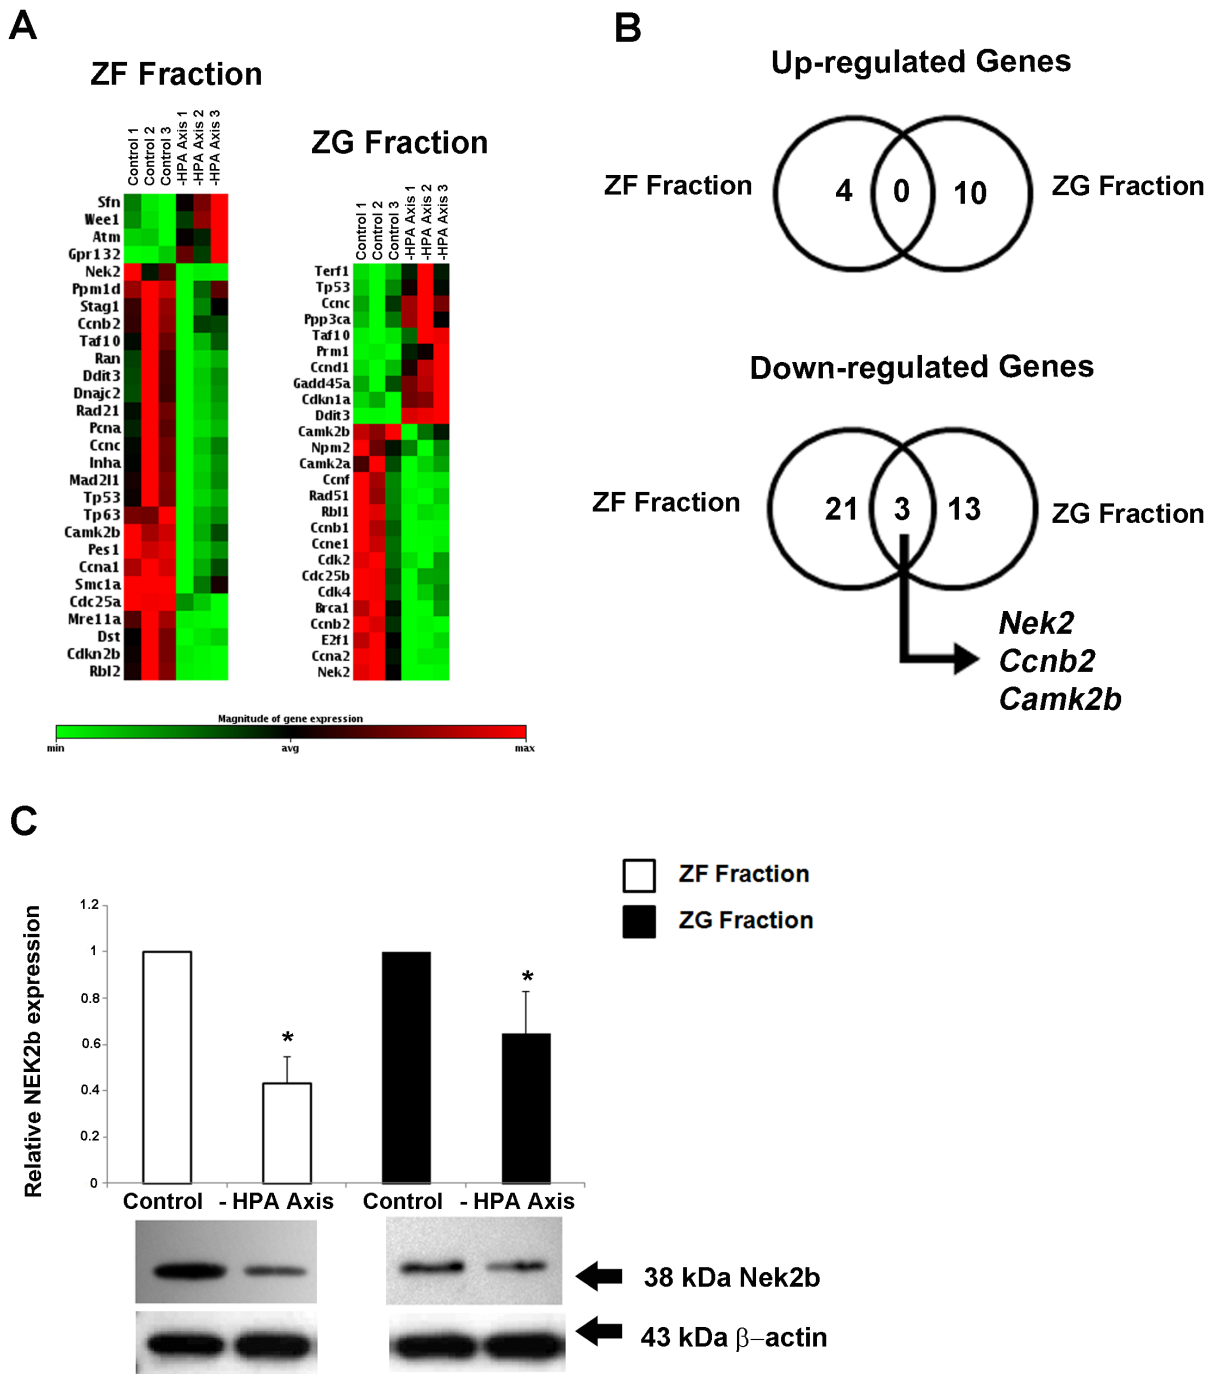 A
ZF Fraction
Control 1
Control 2
Control 3
-HPA Axis 1
-HPA Axis 2
-HPA Axis 3
Sfn
Wee1
Atm
Gpr132
Nek2
Ppm1d
Stag1
Ccnb2
Taf10
Ran
Ddit3
Dnajc2
Rad21
Pcna
Ccnc
Inha
Mad2l1
Tp53
Tp63
Camk2b
Pes1
Ccna1
Smc1a
Cdc25a
Mre11a
Dst
Cdkn2b
Rbl2
ZG Fraction
Control 1
Control 2
Control 3
-HPA Axis 1
-HPA Axis 2
-HPA Axis 3
Terf1
Tp53
Ccnc
Ppp3ca
Taf10
Prm1
Ccnd1
Gadd45a
Cdkn1a
Ddit3
Camk2b
Npm2
Camk2a
Ccnf
Rad51
Rbl1
Ccnb1
Ccne1
Cdk2
Cdc25b
Cdk4
Brca1
Ccnb2
E2f1
Ccna2
Nek2
Magnitude of gene expression
min avg max
B
Up-regulated Genes
ZF Fraction 4 0 10 ZG Fraction
Down-regulated Genes
ZF Fraction 21 3 13 ZG Fraction
Nek2
Ccnb2
Camk2b
C
ZF Fraction
ZG Fraction
Relative NEK2b expression
1.2
1
0.8
0.6
0.4
0.2
0
*
*
Control - HPA Axis Control - HPA Axis
38 kDa Nek2b
43 kDa β–actin